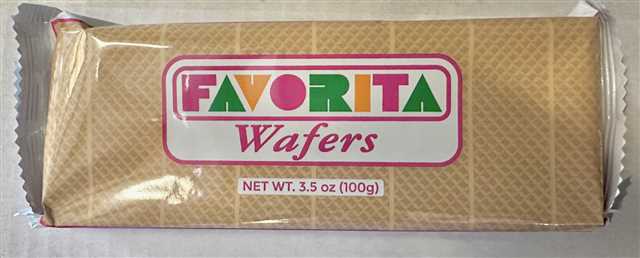 FAVORITA
Wafers
NET WT. 3.5 oz (100g)